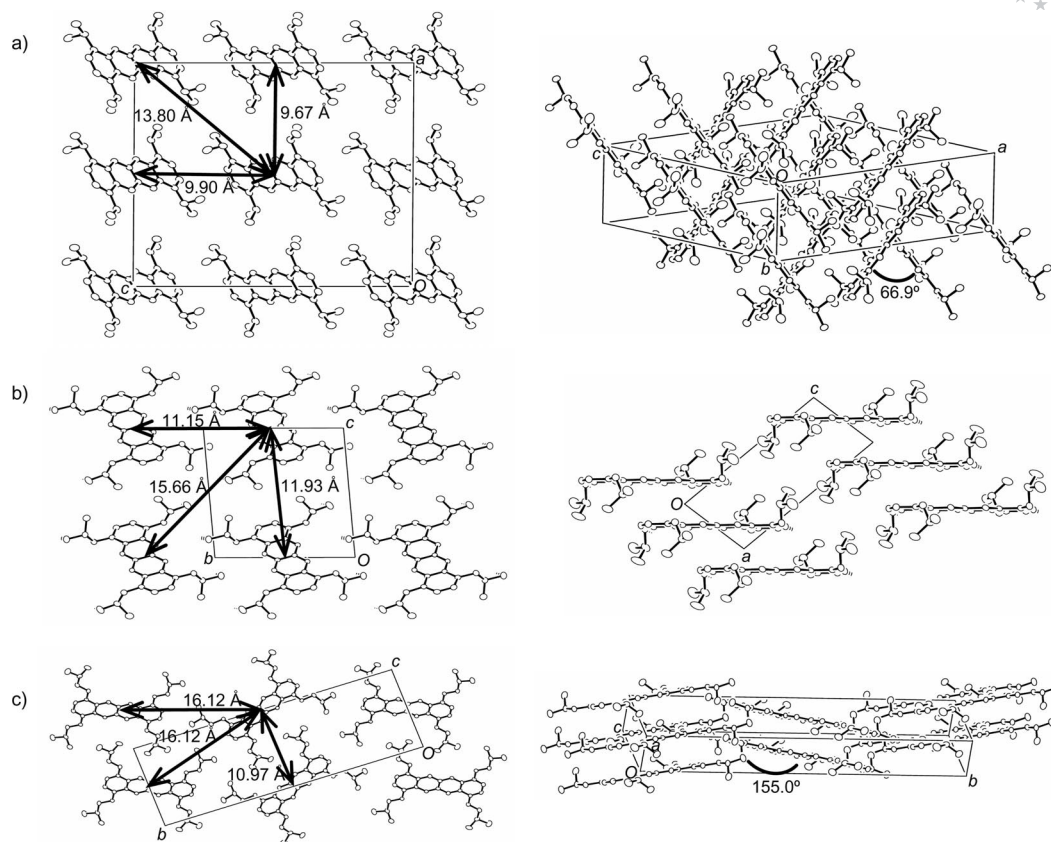 a)
a
13.80 Å
9.67 Å
9.90 Å
c
O
c
a
O
b
66.9º
b)
11.15 Å
c
15.66 Å
11.93 Å
b
O
c
O
a
c)
c
16.12 Å
16.12 Å
O
10.97 Å
b
a
O
b
155.0º